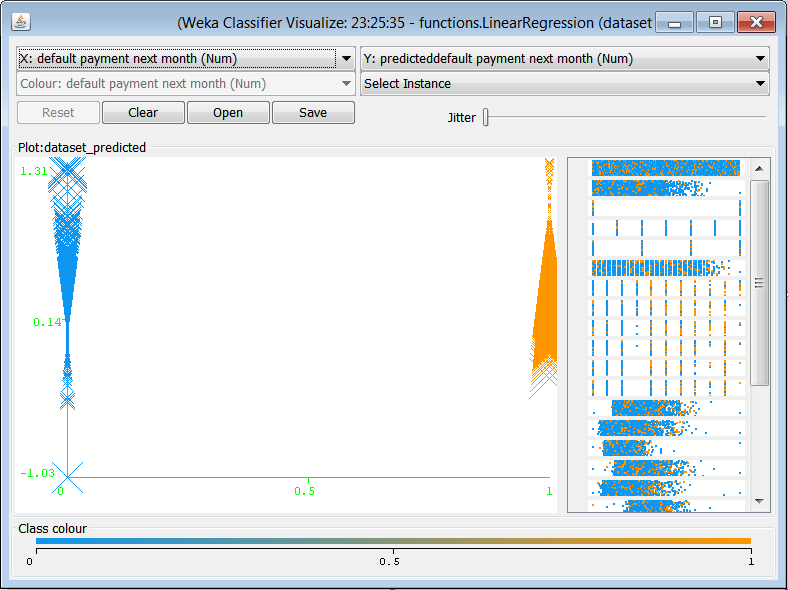 (Weka Classifier Visualize: 23:25:35 - functions.LinearRegression (dataset
X: default payment next month (Num)
Y: predicteddefault payment next month (Num)
Colour: default payment next month (Num)
Select Instance
Reset
Clear
Open
Save
Jitter
Plot:dataset_predicted
1.31
0.14
-1.03
0
0.5
1
Class colour
0
0.5
1